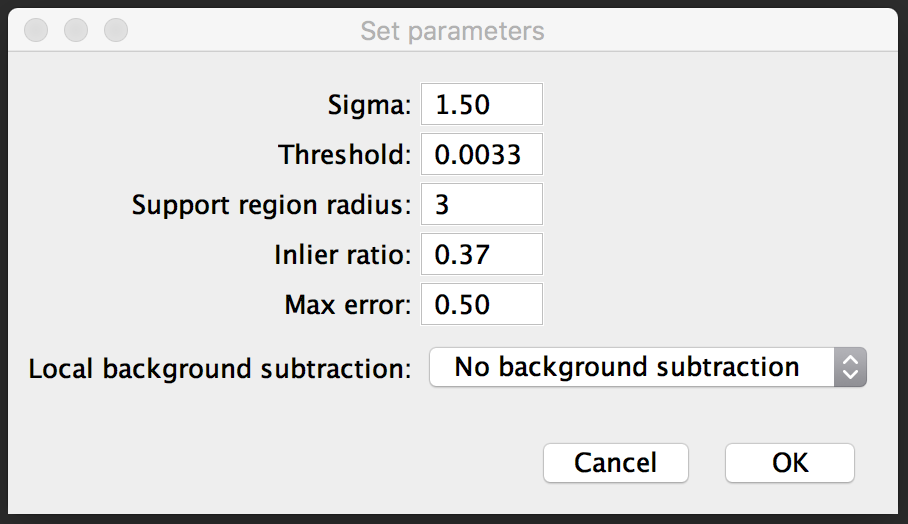 Set parameters
Sigma: 1.50
Threshold: 0.0033
Support region radius: 3
Inlier ratio: 0.37
Max error: 0.50
Local background subtraction: No background subtraction
Cancel OK